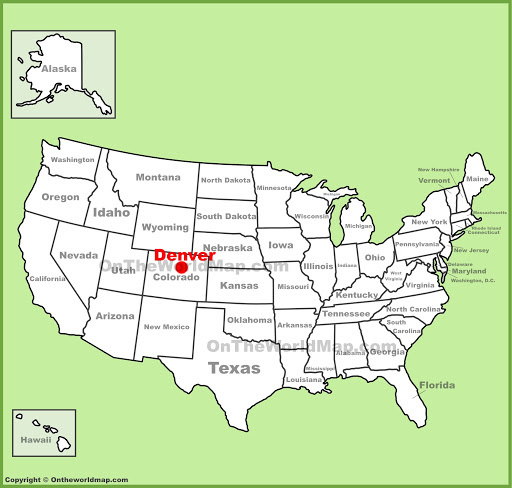 Alaska
Washington
Montana
North Dakota
Minnesota
Michigan
New Hampshire
Vermont
Maine
Oregon
Idaho
Wyoming
South Dakota
Wisconsin
Michigan
New York
Massachusetts
Rhode Island
Connecticut
Nevada
Utah
Denver
Colorado
Nebraska
Iowa
Illinois
Indiana
Ohio
Pennsylvania
New Jersey
Delaware
Maryland
Washington, D.C.
OnTheWorldMap.com
California
Kansas
Missouri
Kentucky
West Virginia
Virginia
Arizona
New Mexico
Oklahoma
Arkansas
Tennessee
North Carolina
South Carolina
OnTheWorldMap.com
Texas
Louisiana
Mississippi
Alabama
Georgia
Florida
Hawaii
Copyright © Ontheworldmap.com